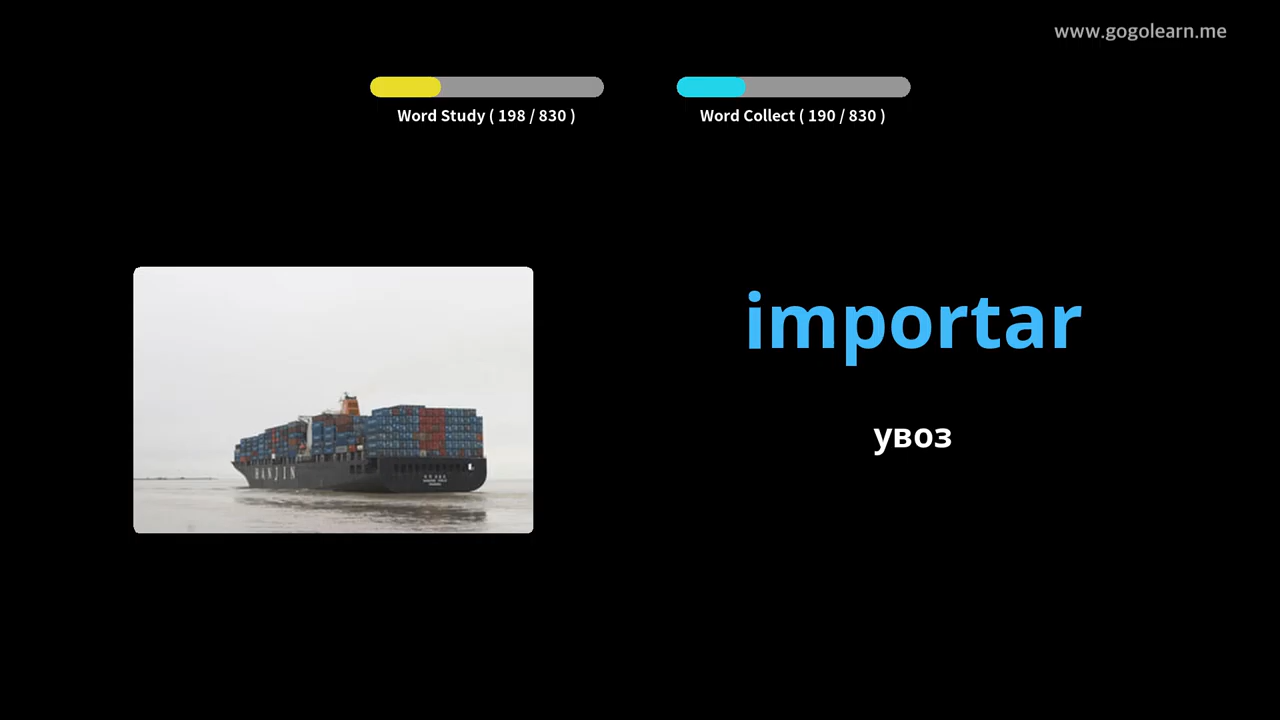 www.gogolearn.me
Word Study ( 198 / 830 )
Word Collect ( 190 / 830 )
importar
увоз
HANJIN